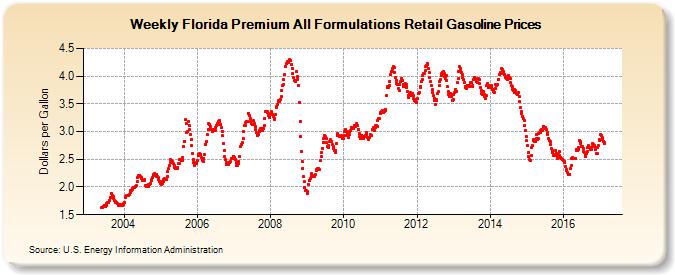 Weekly Florida Premium All Formulations Retail Gasoline Prices
Dollars per Gallon
4.5
4.0
3.5
3.0
2.5
2.0
1.5
2004 2006 2008 2010 2012 2014 2016
Source: U.S. Energy Information Administration